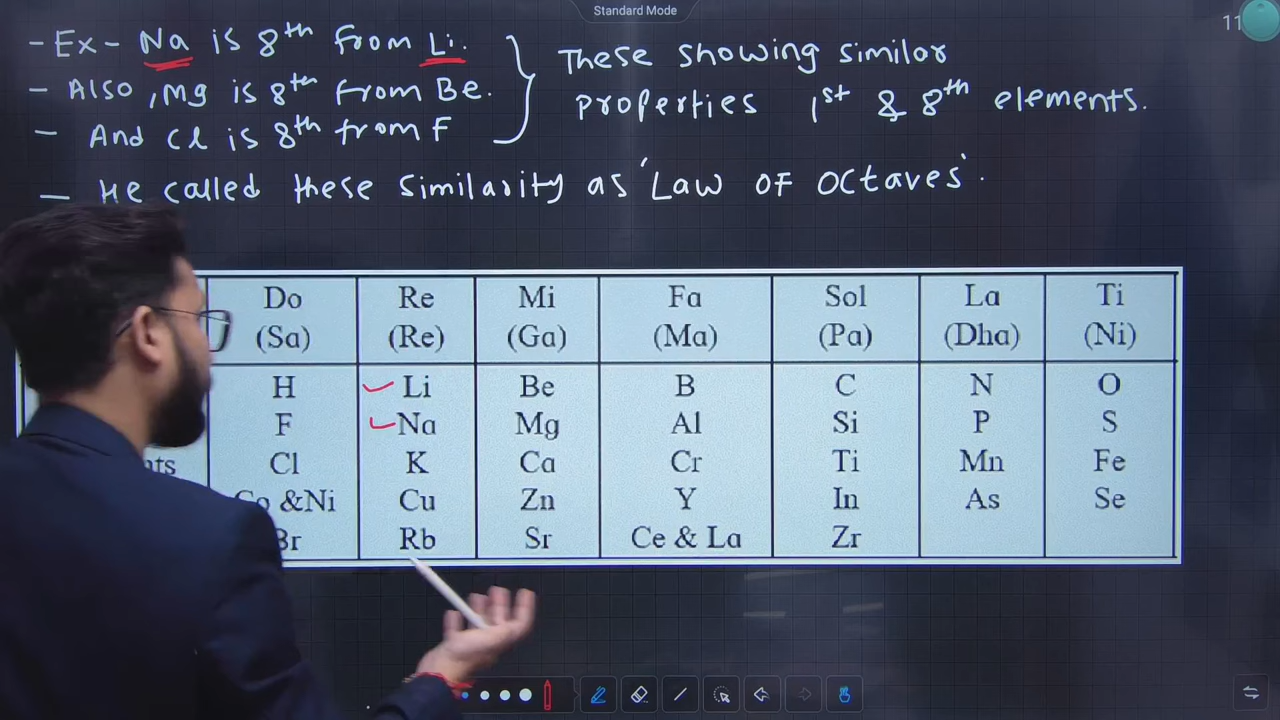 Standard Mode
11
- Ex - Na is 8th from Li.
- Also , Mg is 8th from Be.
- And Cl is 8th from F
These showing similar
properties 1st & 8th elements.
- He called these similarity as 'Law of Octaves'.
Do Re Mi Fa Sol La Ti
(Sa) (Re) (Ga) (Ma) (Pa) (Dha) (Ni)
H Li Be B C N O
F Na Mg Al Si P S
Cl K Ca Cr Ti Mn Fe
&Ni Cu Zn Y In As Se
Br Rb Sr Ce & La Zr